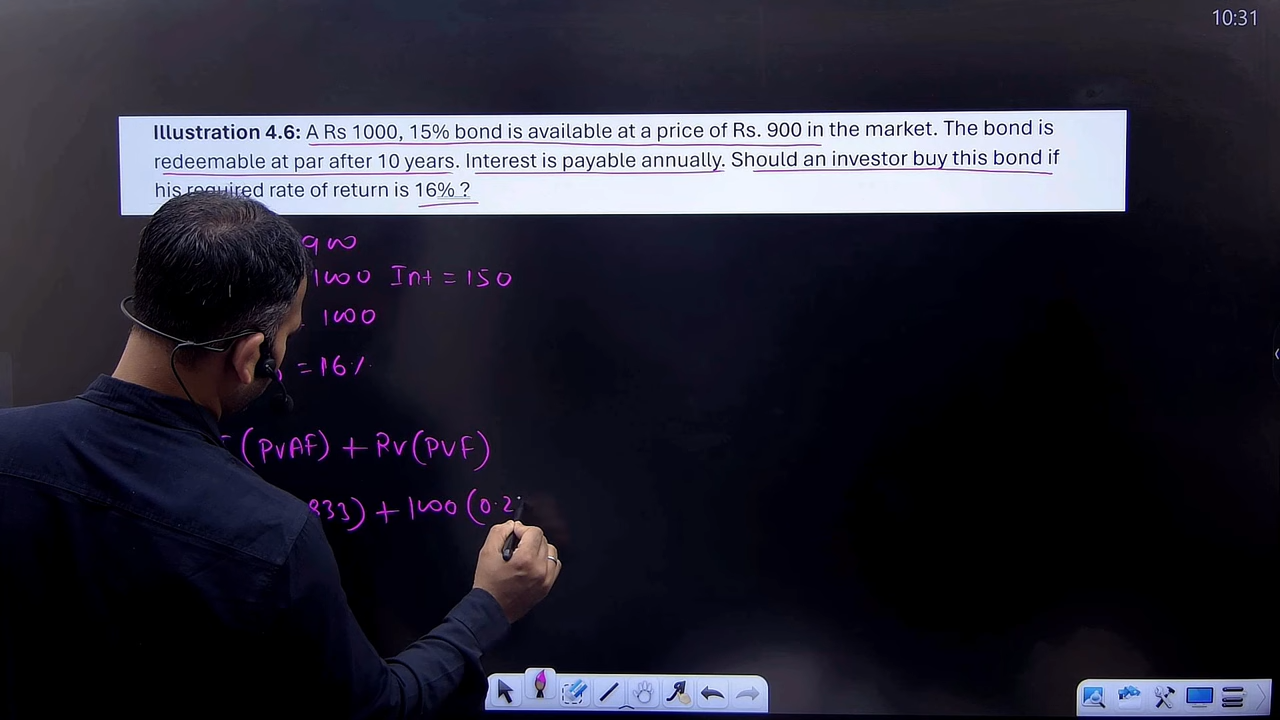 10:31
Illustration 4.6: A Rs 1000, 15% bond is available at a price of Rs. 900 in the market. The bond is
redeemable at par after 10 years. Interest is payable annually. Should an investor buy this bond if
his required rate of return is 16% ?
900
1000 Int = 150
1000
= 16%
(PVAF) + RV(PVF)
833) + 1000 (0.2